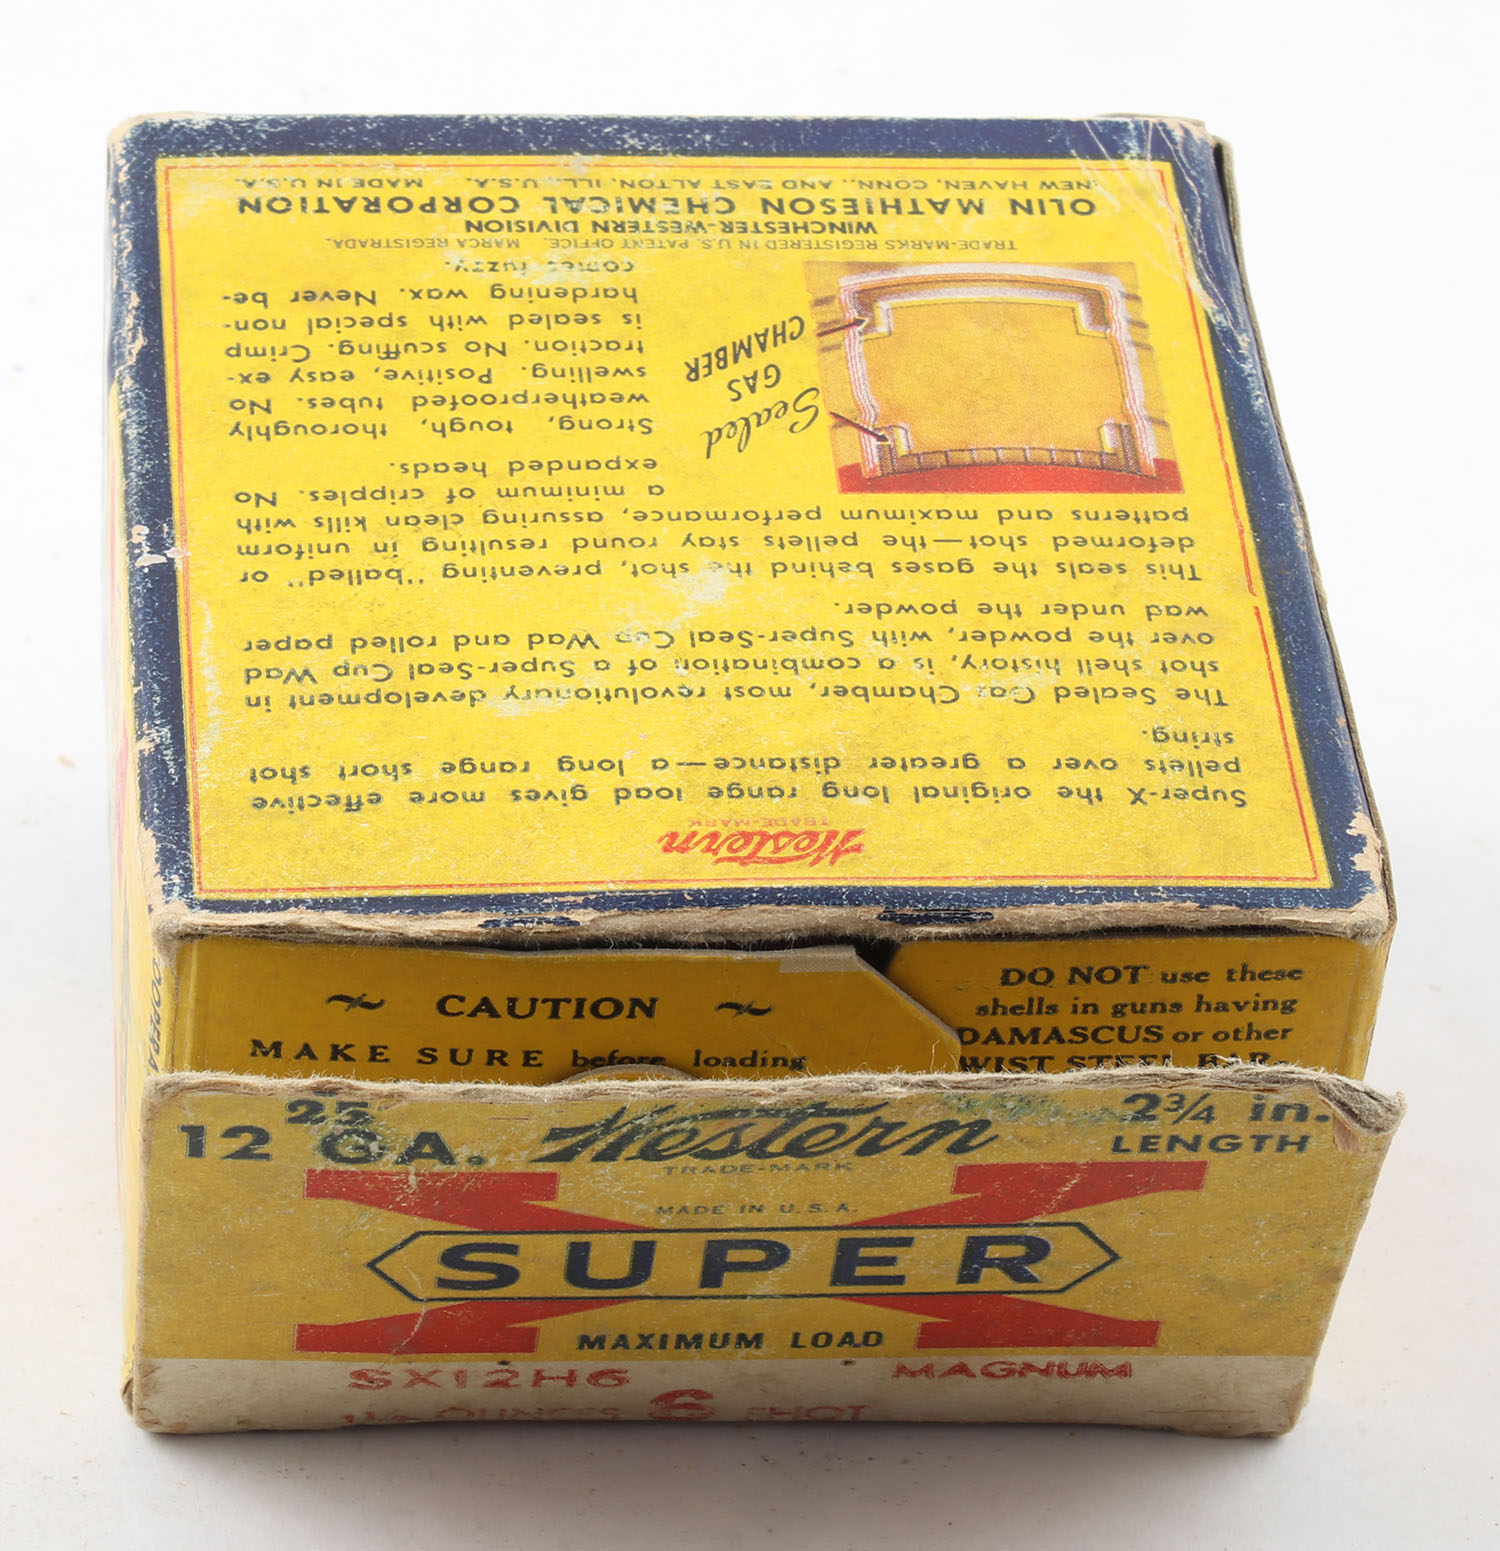 Western
TRADE-MARK
Super-X the original long range load gives more effective
pellets over a greater distance—a long range short shot
string.
The Sealed Gas Chamber, most revolutionary development in
shot shell history, is a combination of a Super-Seal Cup Wad
over the powder, with Super-Seal Cup Wad and rolled paper
wad under the powder.
This seals the gases behind the shot, preventing "balled" or
deformed shot—the pellets stay round resulting in uniform
patterns and maximum performance, assuring clean kills with
a minimum of cripples. No
expanded heads.
Strong, tough, thoroughly
weatherproofed tubes. No
swelling. Positive, easy ex-
traction. No scuffing. Crimp
is sealed with special non
hardening wax. Never be-
comes fuzzy.
Sealed
GAS
CHAMBER
TRADE-MARKS REGISTERED IN U.S. PATENT OFFICE. MARCA REGISTRADA.
WINCHESTER-WESTERN DIVISION
OLIN MATHIESON CHEMICAL CORPORATION
NEW HAVEN, CONN., AND EAST ALTON, ILL., U.S.A. MADE IN U.S.A.
CAUTION
MAKE SURE before loading
DO NOT use these
shells in guns having
DAMASCUS or other
TWIST STEEL BAR-
25
12 GA.
Western
TRADE-MARK
2¾ in.
LENGTH
MADE IN U.S.A.
SUPER X
MAXIMUM LOAD
SX12H6 MAGNUM
OUNCES 6 SHOT